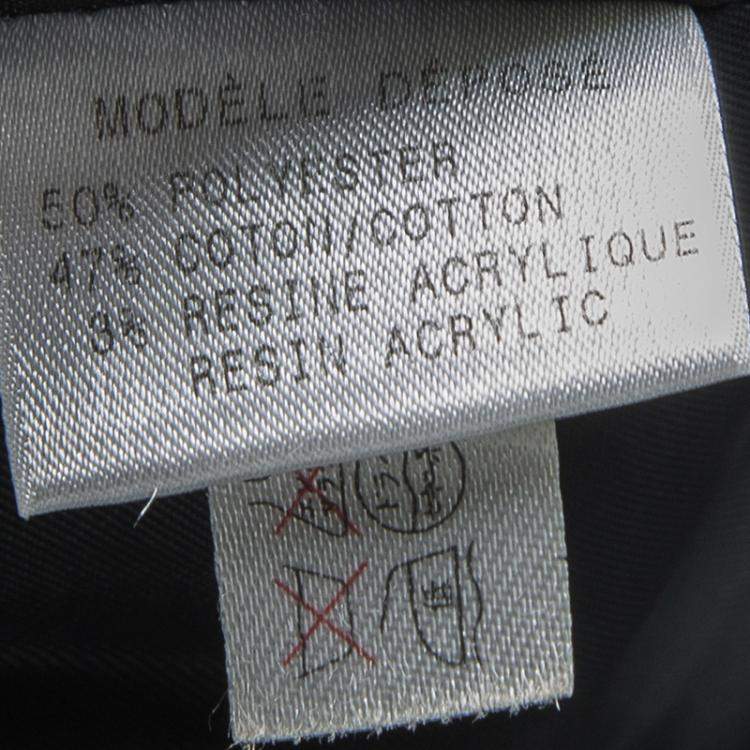 MODÈLE DÉPOSÉ
50% POLYESTER
47% COTON/COTTON
3% RESINE ACRYLIQUE
RESIN ACRYLIC